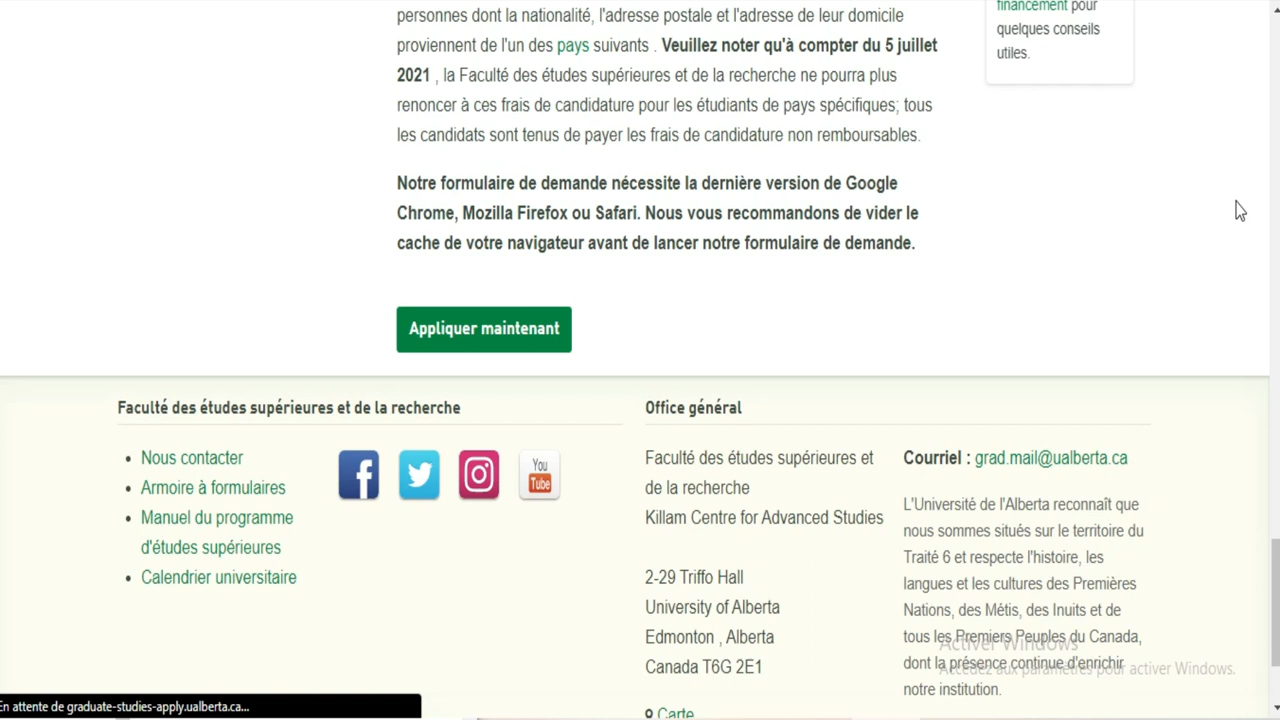 personnes dont la nationalité, l'adresse postale et l'adresse de leur domicile
proviennent de l'un des pays suivants . Veuillez noter qu'à compter du 5 juillet
2021 , la Faculté des études supérieures et de la recherche ne pourra plus
renoncer à ces frais de candidature pour les étudiants de pays spécifiques; tous
les candidats sont tenus de payer les frais de candidature non remboursables.
financement pour
quelques conseils
utiles.
Notre formulaire de demande nécessite la dernière version de Google
Chrome, Mozilla Firefox ou Safari. Nous vous recommandons de vider le
cache de votre navigateur avant de lancer notre formulaire de demande.
Appliquer maintenant
Faculté des études supérieures et de la recherche
Nous contacter
Armoire à formulaires
Manuel du programme
d'études supérieures
Calendrier universitaire
You
Tube
Office général
Faculté des études supérieures et
de la recherche
Killam Centre for Advanced Studies
2-29 Triffo Hall
University of Alberta
Edmonton , Alberta
Canada T6G 2E1
Carte
Courriel : grad.mail@ualberta.ca
L'Université de l'Alberta reconnaît que
nous sommes situés sur le territoire du
Traité 6 et respecte l'histoire, les
langues et les cultures des Premières
Nations, des Métis, des Inuits et de
tous les Premiers Peuples du Canada,
dont la présence continue d'enrichir
notre institution.
Activer Windows
Accédez aux paramètres pour activer Windows.
En attente de graduate-studies-apply.ualberta.ca...